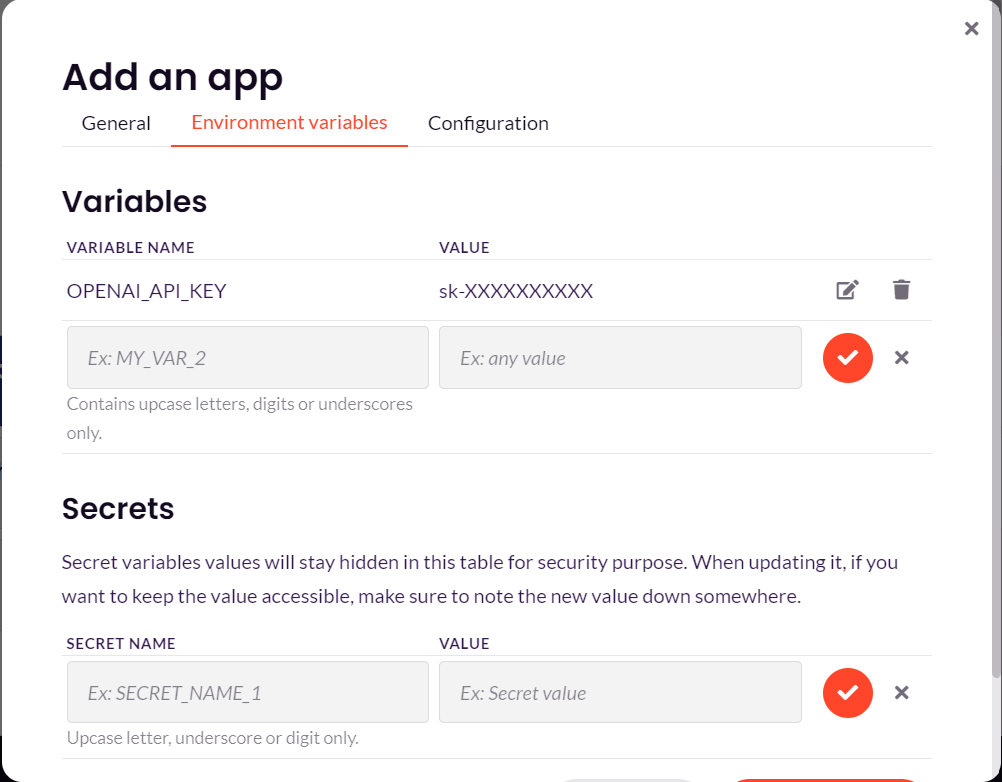 Add an app
General Environment variables Configuration
Variables
VARIABLE NAME VALUE
OPENAI_API_KEY sk-XXXXXXXXXX
Ex: MY_VAR_2 Ex: any value
Contains upcase letters, digits or underscores
only.
Secrets
Secret variables values will stay hidden in this table for security purpose. When updating it, if you
want to keep the value accessible, make sure to note the new value down somewhere.
SECRET NAME VALUE
Ex: SECRET_NAME_1 Ex: Secret value
Upcase letter, underscore or digit only.